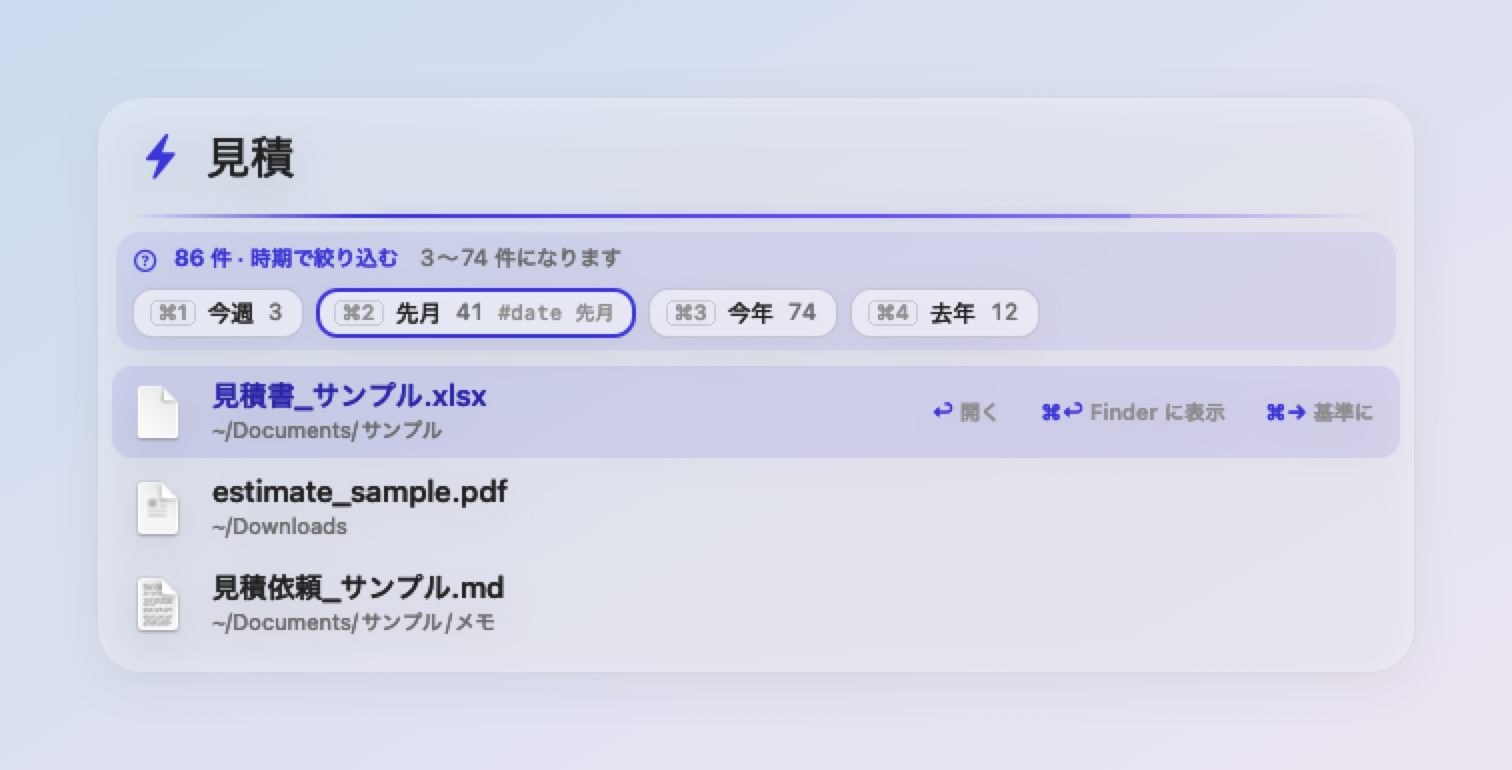 見積
86 件 · 時期で絞り込む 3〜74 件になります
⌘1 今週 3 ⌘2 先月 41 #date 先月 ⌘3 今年 74 ⌘4 去年 12
見積書_サンプル.xlsx
~/Documents/サンプル
↩ 開く ⌘↩ Finder に表示 ⌘→ 基準に
estimate_sample.pdf
~/Downloads
見積依頼_サンプル.md
~/Documents/サンプル/メモ